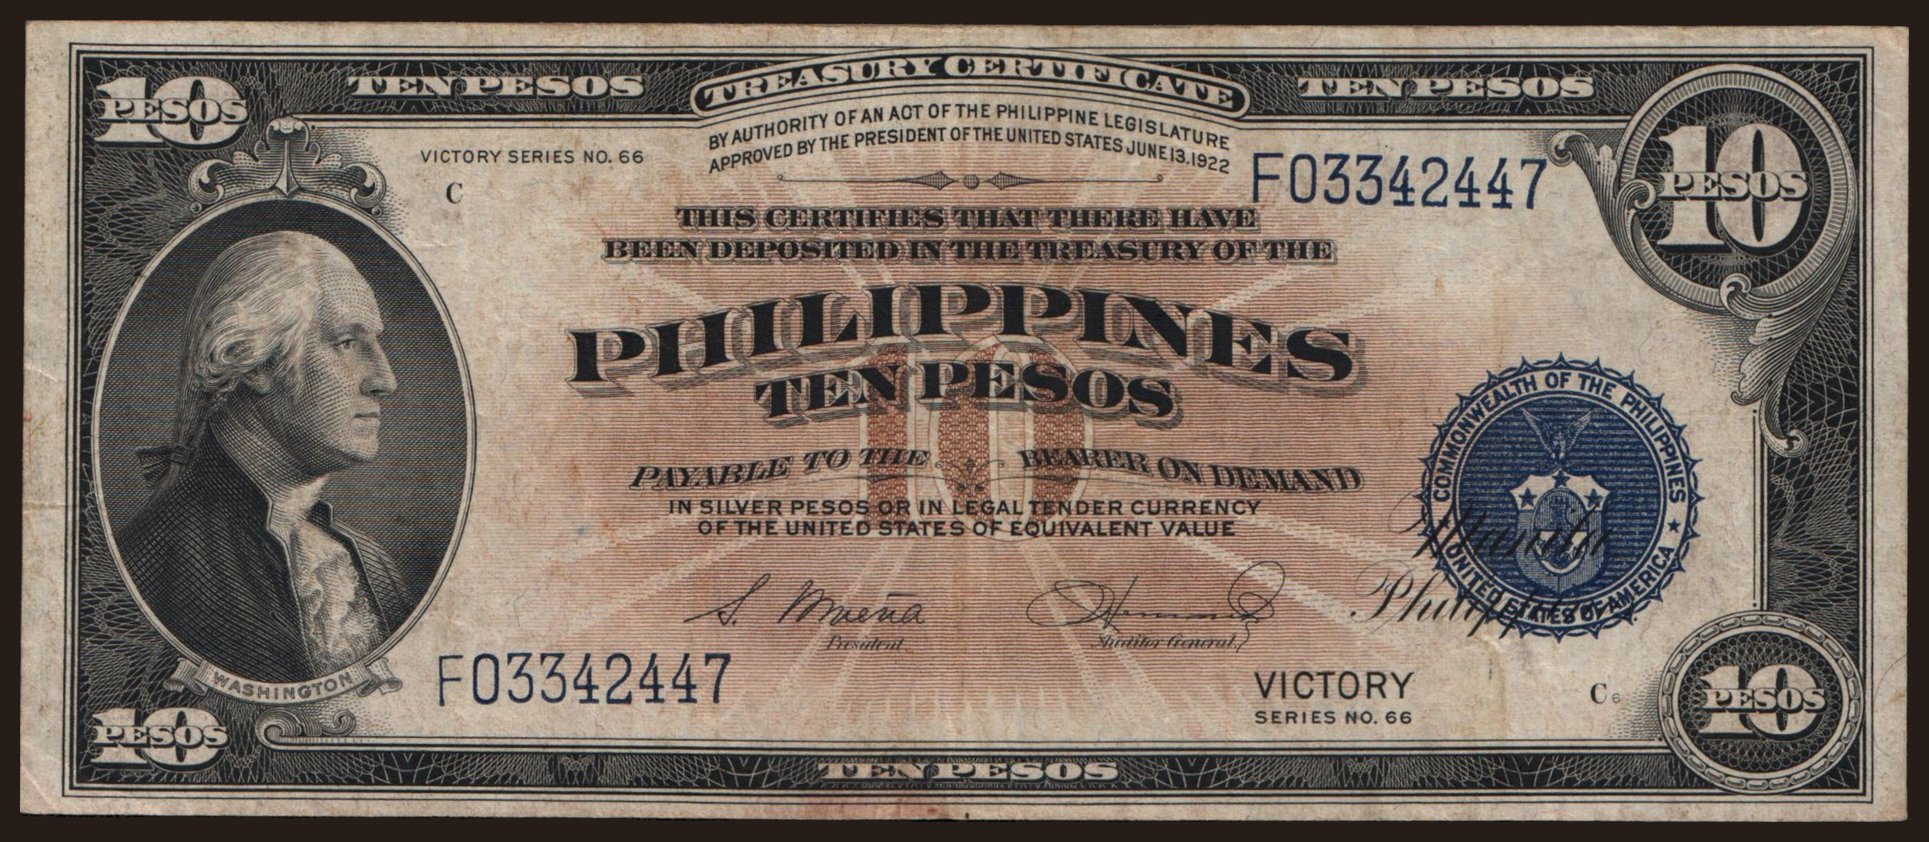 10 PESOS
TEN PESOS
TREASURY CERTIFICATE
TEN PESOS
10 PESOS
BY AUTHORITY OF AN ACT OF THE PHILIPPINE LEGISLATURE
APPROVED BY THE PRESIDENT OF THE UNITED STATES JUNE 13, 1922
VICTORY SERIES NO. 66
C
F03342447
THIS CERTIFIES THAT THERE HAVE
BEEN DEPOSITED IN THE TREASURY OF THE
PHILIPPINES
TEN PESOS
10
PAYABLE TO THE BEARER ON DEMAND
IN SILVER PESOS OR IN LEGAL TENDER CURRENCY
OF THE UNITED STATES OF EQUIVALENT VALUE
COMMONWEALTH OF THE PHILIPPINES
UNITED STATES OF AMERICA
Manila
S. Osmeña
President
Auditor General
WASHINGTON
F03342447
VICTORY
SERIES NO. 66
C6
10 PESOS
10 PESOS
TEN PESOS